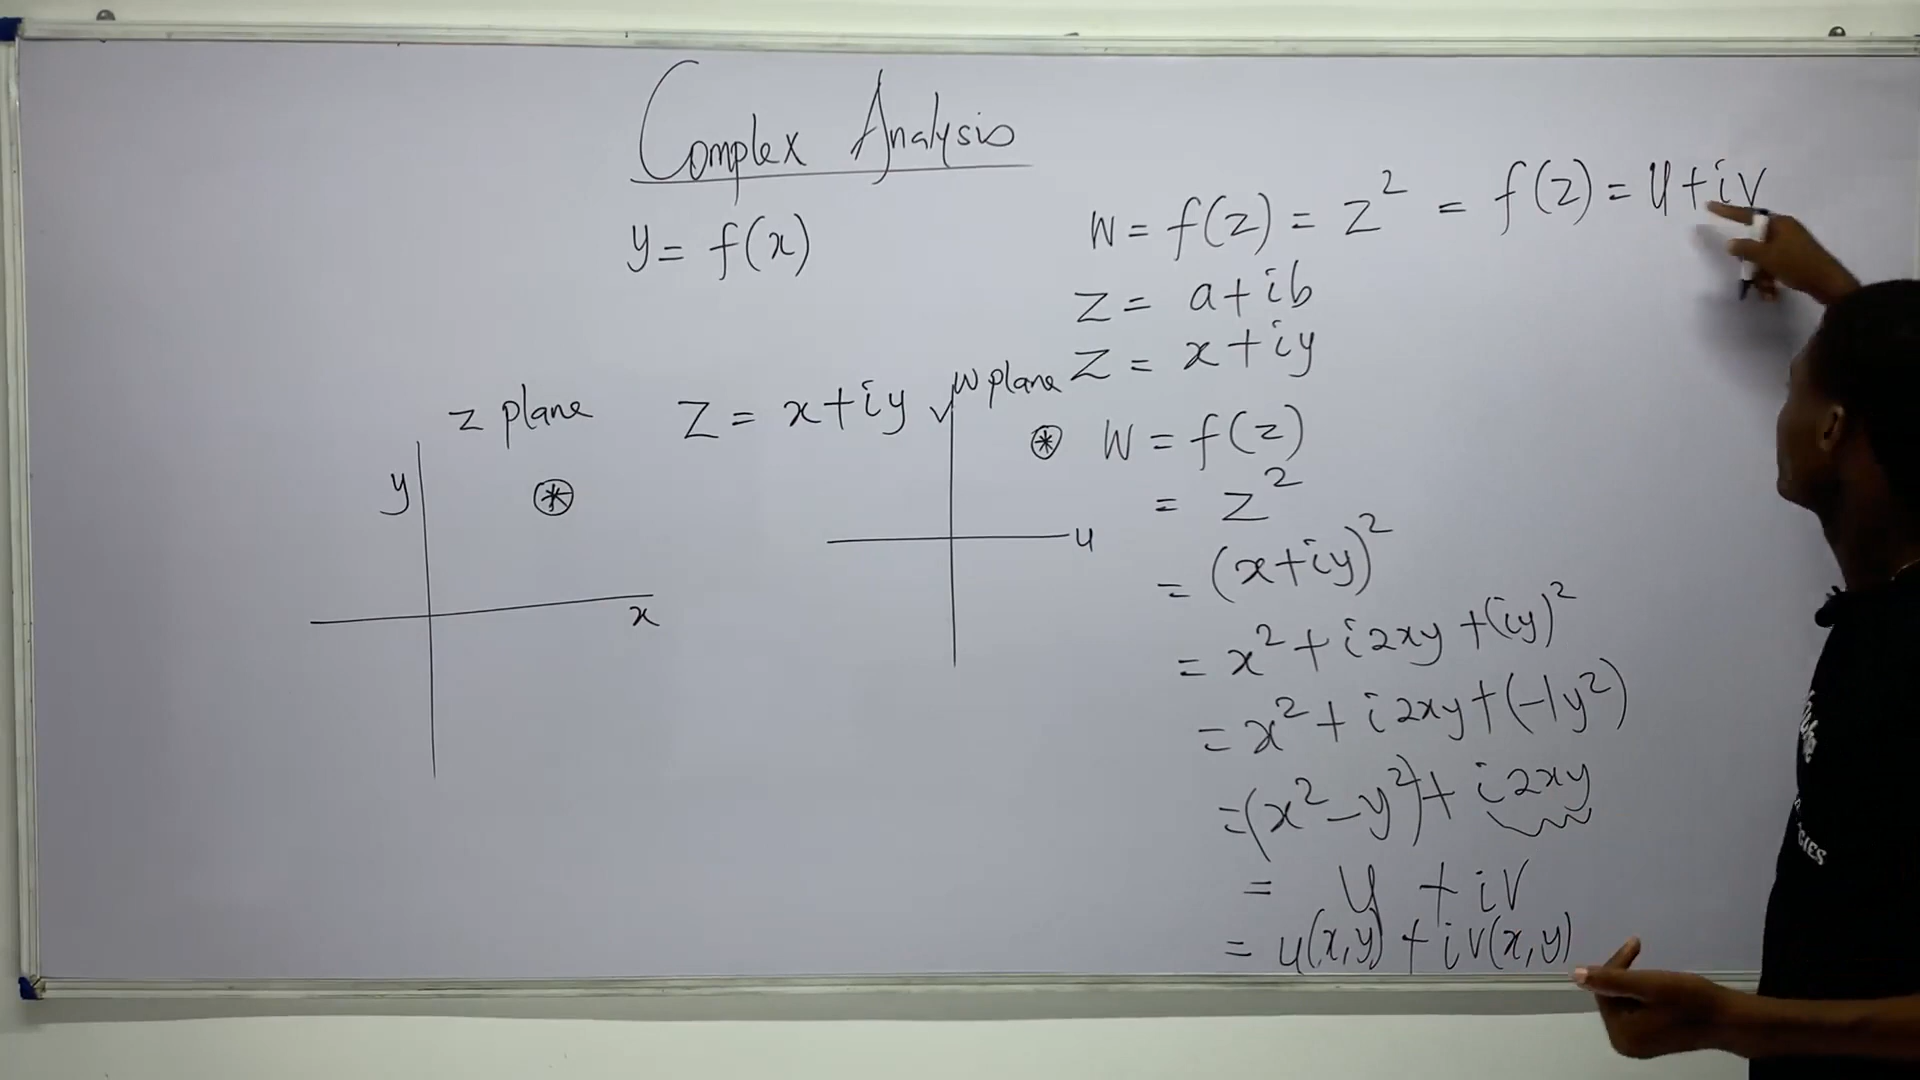 Complex Analysis
y = f(x)
W = f(z) = z² = f(z) = u+iv
z = a+ib
z = x+iy
z plane
z = x+iy
v
w plane
y
x
u
W = f(z)
= z²
= (x+iy)²
= x² + i2xy + (iy)²
= x² + i2xy + (-1y²)
= (x² - y²) + i2xy
= u + iv
= u(x,y) + iv(x,y)